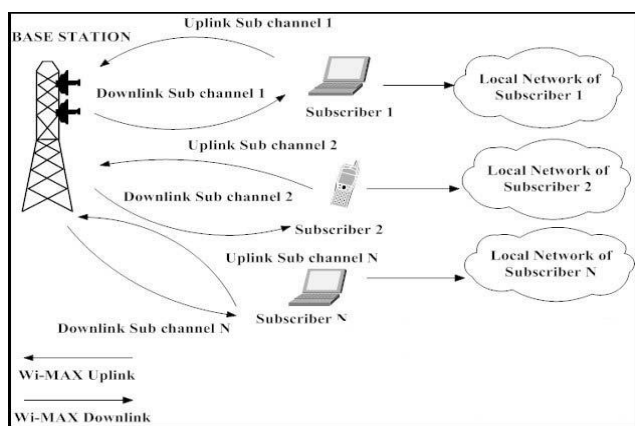 Uplink Sub channel 1
BASE STATION
Downlink Sub channel 1
Subscriber 1
Local Network of
Subscriber 1
Uplink Sub channel 2
Downlink Sub channel 2
Subscriber 2
Local Network of
Subscriber 2
Uplink Sub channel N
Subscriber N
Local Network of
Subscriber N
Downlink Sub channel N
Wi-MAX Uplink
Wi-MAX Downlink